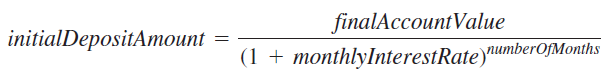 initialDepositAmount = finalAccountValue / (1 + monthlyInterestRate)^numberOfMonths